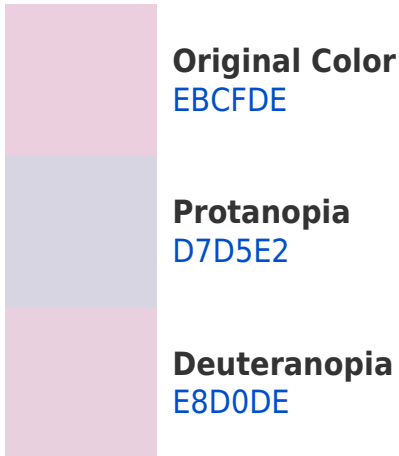 Original Color
EBCFDE
Protanopia
D7D5E2
Deuteranopia
E8D0DE